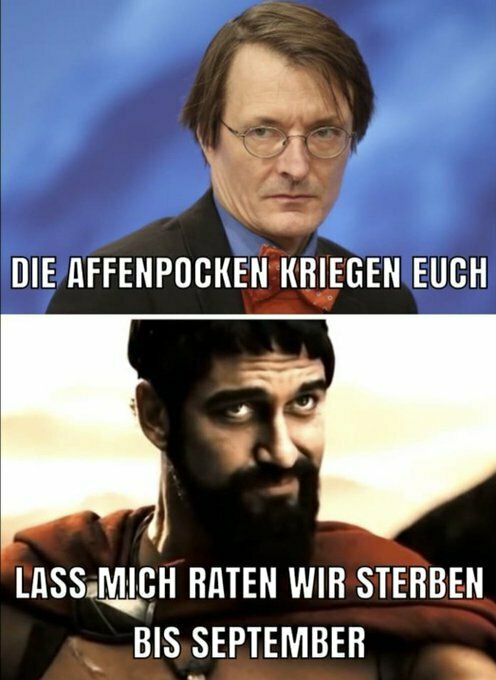 DIE AFFENPOCKEN KRIEGEN EUCH
LASS MICH RATEN WIR STERBEN
BIS SEPTEMBER